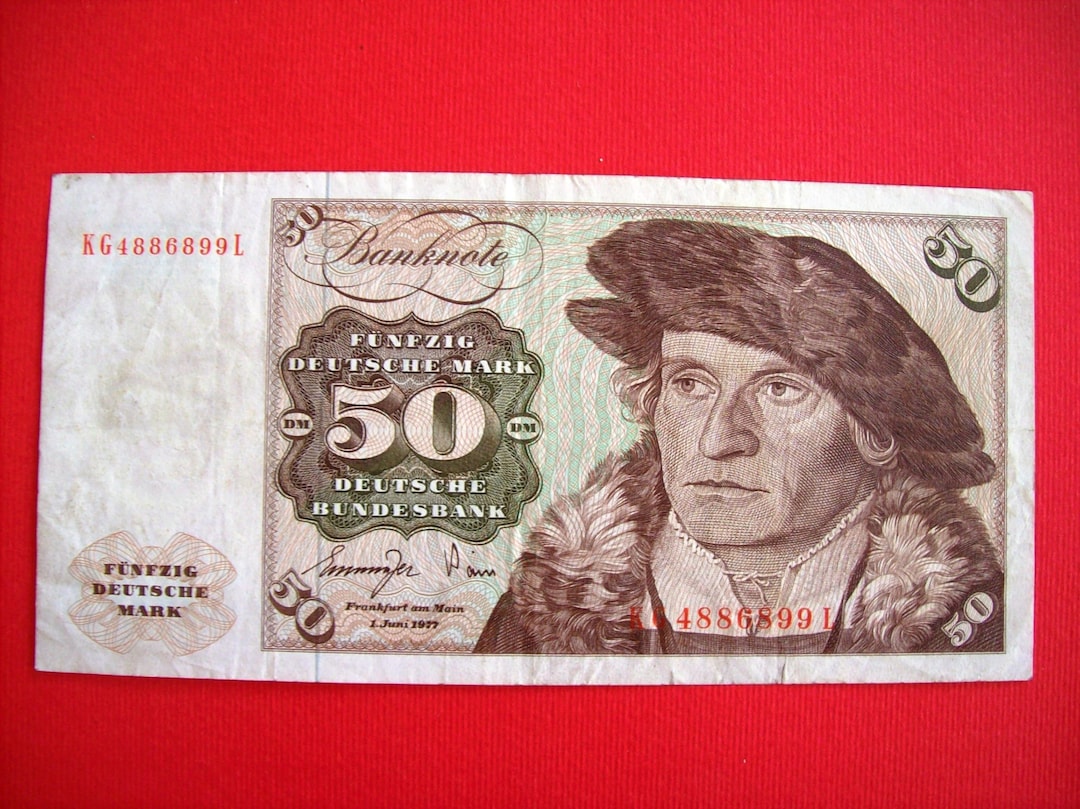 KG4886899L
50
Banknote
50
FÜNFZIG
DEUTSCHE MARK
DM
50
DM
DEUTSCHE
BUNDESBANK
FÜNFZIG
DEUTSCHE
MARK
50
Frankfurt am Main
1. Juni 1977
KG4886899L
50